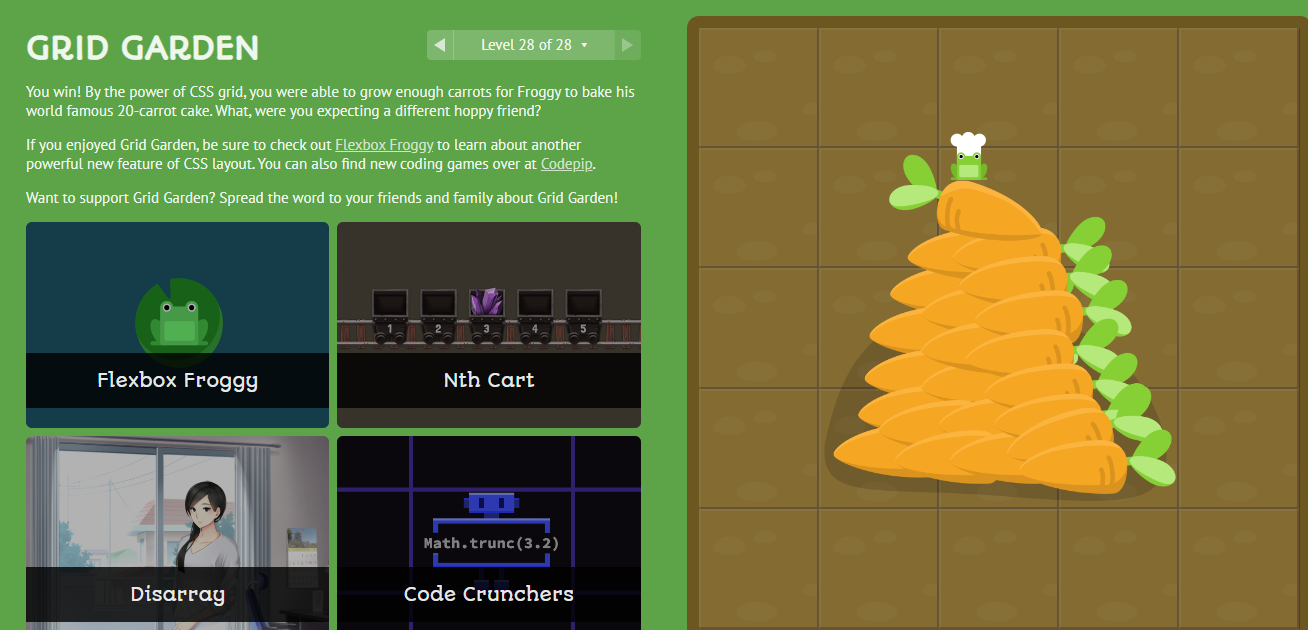 GRID GARDEN
Level 28 of 28
You win! By the power of CSS grid, you were able to grow enough carrots for Froggy to bake his
world famous 20-carrot cake. What, were you expecting a different hoppy friend?
If you enjoyed Grid Garden, be sure to check out Flexbox Froggy to learn about another
powerful new feature of CSS layout. You can also find new coding games over at Codepip.
Want to support Grid Garden? Spread the word to your friends and family about Grid Garden!
Flexbox Froggy
1 2 3 4 5
Nth Cart
Disarray
Math.trunc(3.2)
Code Crunchers